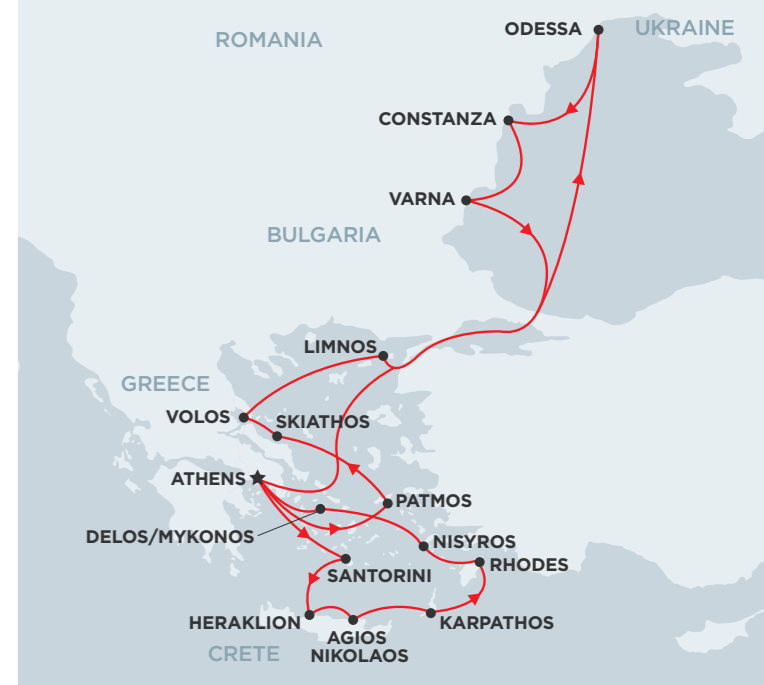 ODESSA
UKRAINE
ROMANIA
CONSTANZA
VARNA
BULGARIA
LIMNOS
GREECE
VOLOS
SKIATHOS
ATHENS
PATMOS
DELOS/MYKONOS
NISYROS
RHODES
SANTORINI
HERAKLION
KARPATHOS
AGIOS
NIKOLAOS
CRETE